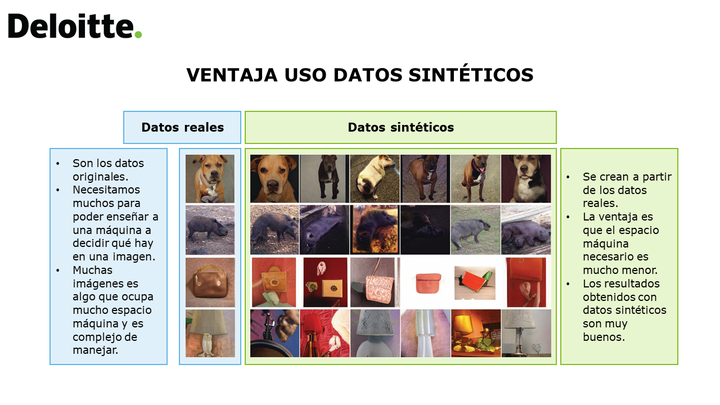 Deloitte.
VENTAJA USO DATOS SINTÉTICOS
Datos reales
Datos sintéticos
• Son los datos
originales.
• Necesitamos
muchos para
poder enseñar a
una máquina a
decidir qué hay
en una imagen.
• Muchas
imágenes es
algo que ocupa
mucho espacio
máquina y es
complejo de
manejar.
• Se crean a partir
de los datos
reales.
• La ventaja es
que el espacio
máquina
necesario es
mucho menor.
• Los resultados
obtenidos con
datos sintéticos
son muy
buenos.